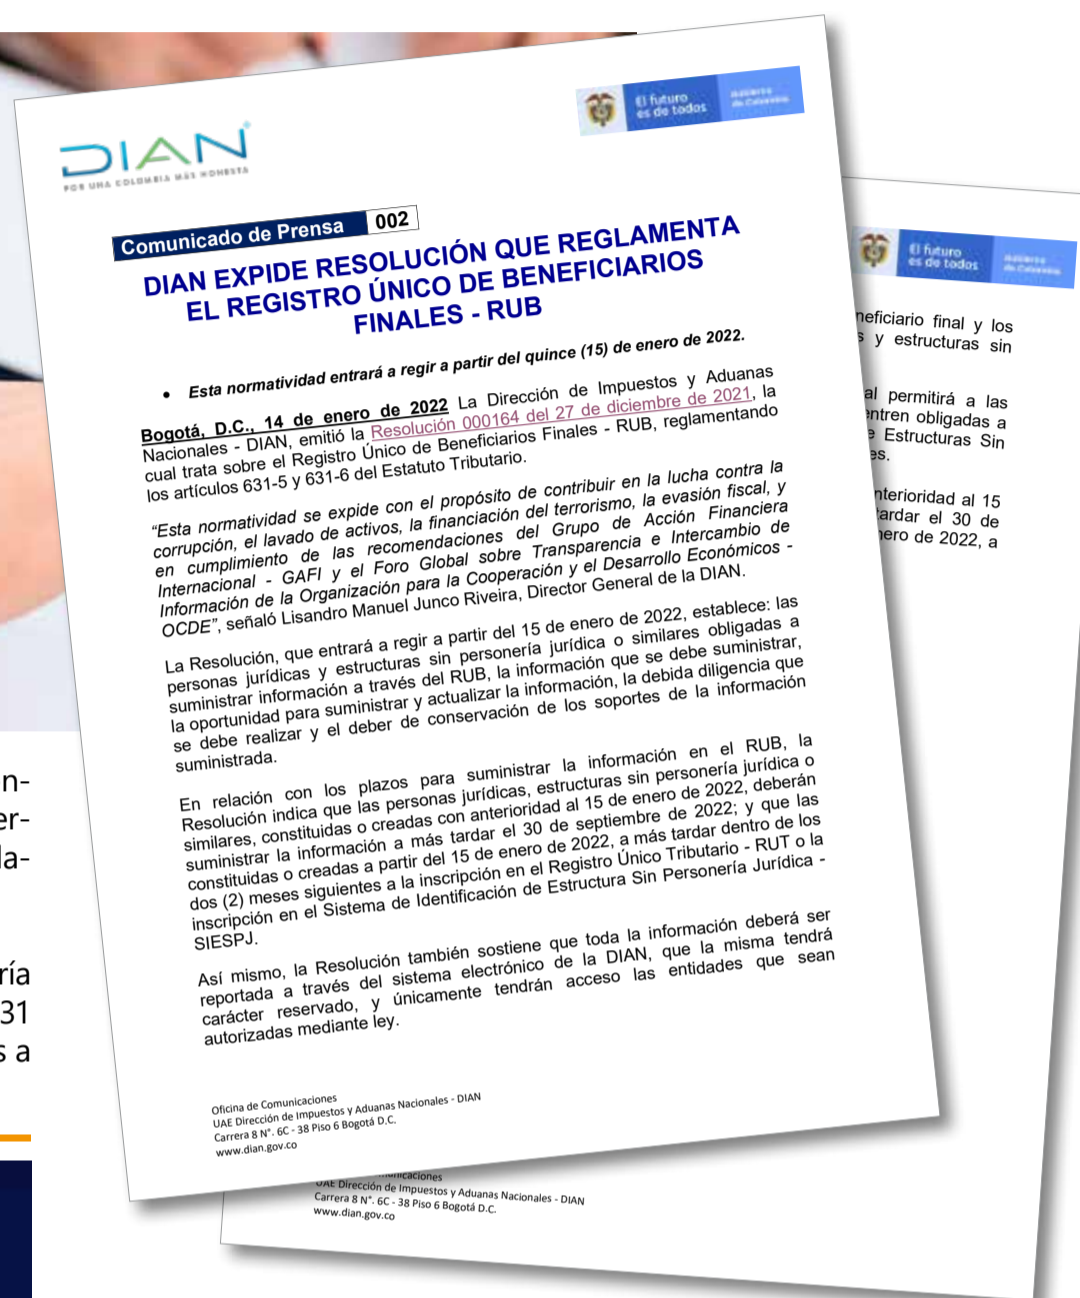 DIAN
POR UNA COLOMBIA MÁS HONESTA
El futuro
es de todos
Gobierno
de Colombia
Comunicado de Prensa 002
DIAN EXPIDE RESOLUCIÓN QUE REGLAMENTA
EL REGISTRO ÚNICO DE BENEFICIARIOS
FINALES - RUB
• Esta normatividad entrará a regir a partir del quince (15) de enero de 2022.
Bogotá, D.C., 14 de enero de 2022 La Dirección de Impuestos y Aduanas
Nacionales - DIAN, emitió la Resolución 000164 del 27 de diciembre de 2021, la
cual trata sobre el Registro Único de Beneficiarios Finales - RUB, reglamentando
los artículos 631-5 y 631-6 del Estatuto Tributario.
“Esta normatividad se expide con el propósito de contribuir en la lucha contra la
corrupción, el lavado de activos, la financiación del terrorismo, la evasión fiscal, y
en cumplimiento de las recomendaciones del Grupo de Acción Financiera
Internacional - GAFI y el Foro Global sobre Transparencia e Intercambio de
Información de la Organización para la Cooperación y el Desarrollo Económicos -
OCDE”, señaló Lisandro Manuel Junco Riveira, Director General de la DIAN.
La Resolución, que entrará a regir a partir del 15 de enero de 2022, establece: las
personas jurídicas y estructuras sin personería jurídica o similares obligadas a
suministrar información a través del RUB, la información que se debe suministrar,
la oportunidad para suministrar y actualizar la información, la debida diligencia que
se debe realizar y el deber de conservación de los soportes de la información
suministrada.
En relación con los plazos para suministrar la información en el RUB, la
Resolución indica que las personas jurídicas, estructuras sin personería jurídica o
similares, constituidas o creadas con anterioridad al 15 de enero de 2022, deberán
suministrar la información a más tardar el 30 de septiembre de 2022; y que las
constituidas o creadas a partir del 15 de enero de 2022, a más tardar dentro de los
dos (2) meses siguientes a la inscripción en el Registro Único Tributario - RUT o la
inscripción en el Sistema de Identificación de Estructura Sin Personería Jurídica -
SIESPJ.
Así mismo, la Resolución también sostiene que toda la información deberá ser
reportada a través del sistema electrónico de la DIAN, que la misma tendrá
carácter reservado, y únicamente tendrán acceso las entidades que sean
autorizadas mediante ley.
Oficina de Comunicaciones
UAE Dirección de Impuestos y Aduanas Nacionales - DIAN
Carrera 8 N°. 6C - 38 Piso 6 Bogotá D.C.
www.dian.gov.co
El futuro
es de todos
Gobierno
de Colombia
neficiario final y los
s y estructuras sin
al permitirá a las
entren obligadas a
e Estructuras Sin
es.
nterioridad al 15
tardar el 30 de
nero de 2022, a
municaciones
UAE Dirección de Impuestos y Aduanas Nacionales - DIAN
Carrera 8 N°. 6C - 38 Piso 6 Bogotá D.C.
www.dian.gov.co
n-
er-
la-
ría
31
s a